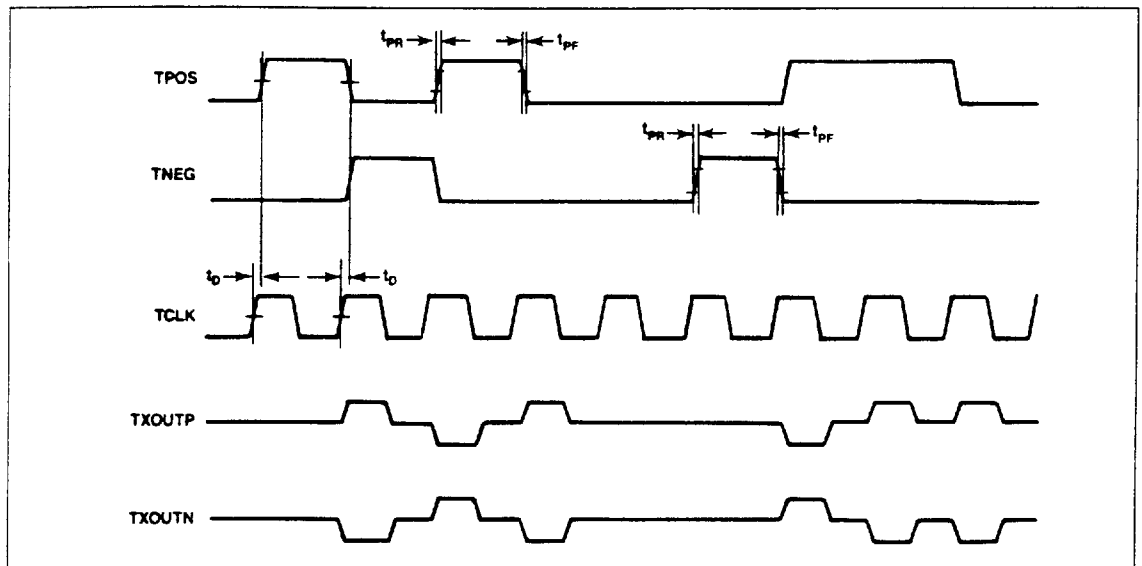 tPR tPF
TPOS
tPR tPF
TNEG
tD tD
TCLK
TXOUTP
TXOUTN